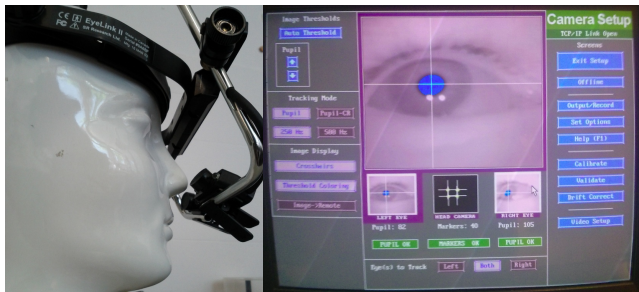 EyeLink II
Image Thresholds
Auto Threshold
Pupil
Tracking Mode
Pupil
Pupil-CR
250 Hz
500 Hz
Image Display
Crosshairs
Threshold Coloring
Image->Remote
LEFT EYE
HEAD CAMERA
RIGHT EYE
Pupil: 82
Markers: 40
Pupil: 105
PUPIL OK
MARKERS OK
PUPIL OK
Eye(s) to Track
Left
Both
Right
Camera Setup
TCP/IP Link Open
Screens
Exit Setup
Offline
Output/Record
Set Options
Help (F1)
Calibrate
Validate
Drift Correct
Video Setup